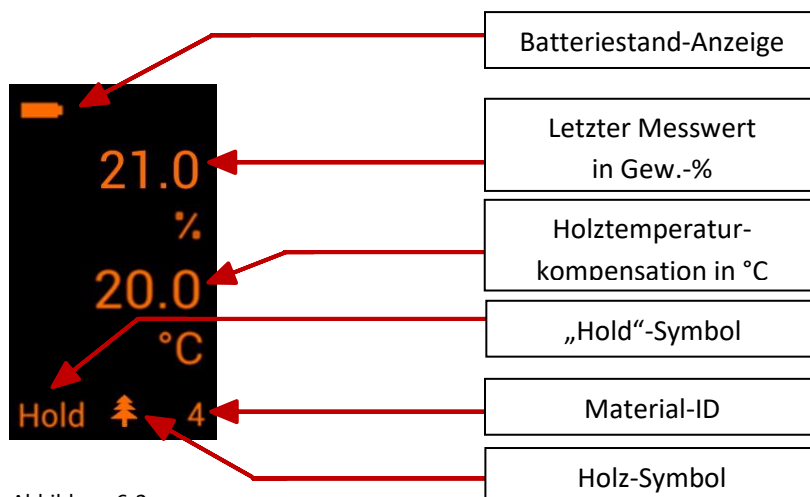 Batteriestand-Anzeige
21.0
%
Letzter Messwert
in Gew.-%
20.0
°C
Holztemperatur-
kompensation in °C
„Hold“-Symbol
Hold
4
Material-ID
Holz-Symbol